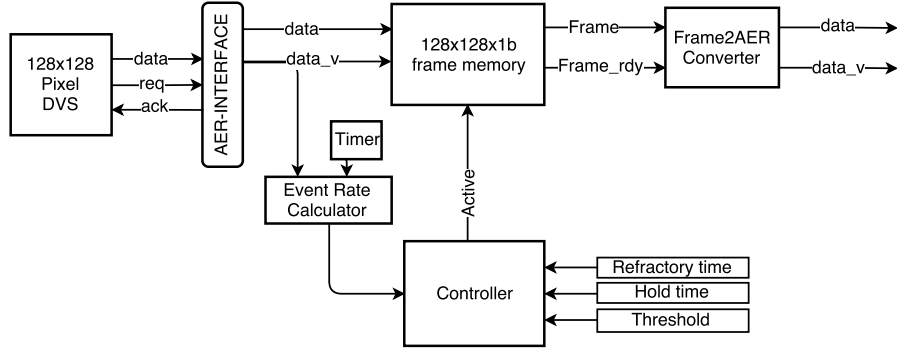 128x128
Pixel
DVS
data
req
ack
AER-INTERFACE
data
data_v
128x128x1b
frame memory
Frame
Frame_rdy
Frame2AER
Converter
data
data_v
Timer
Event Rate
Calculator
Active
Controller
Refractory time
Hold time
Threshold